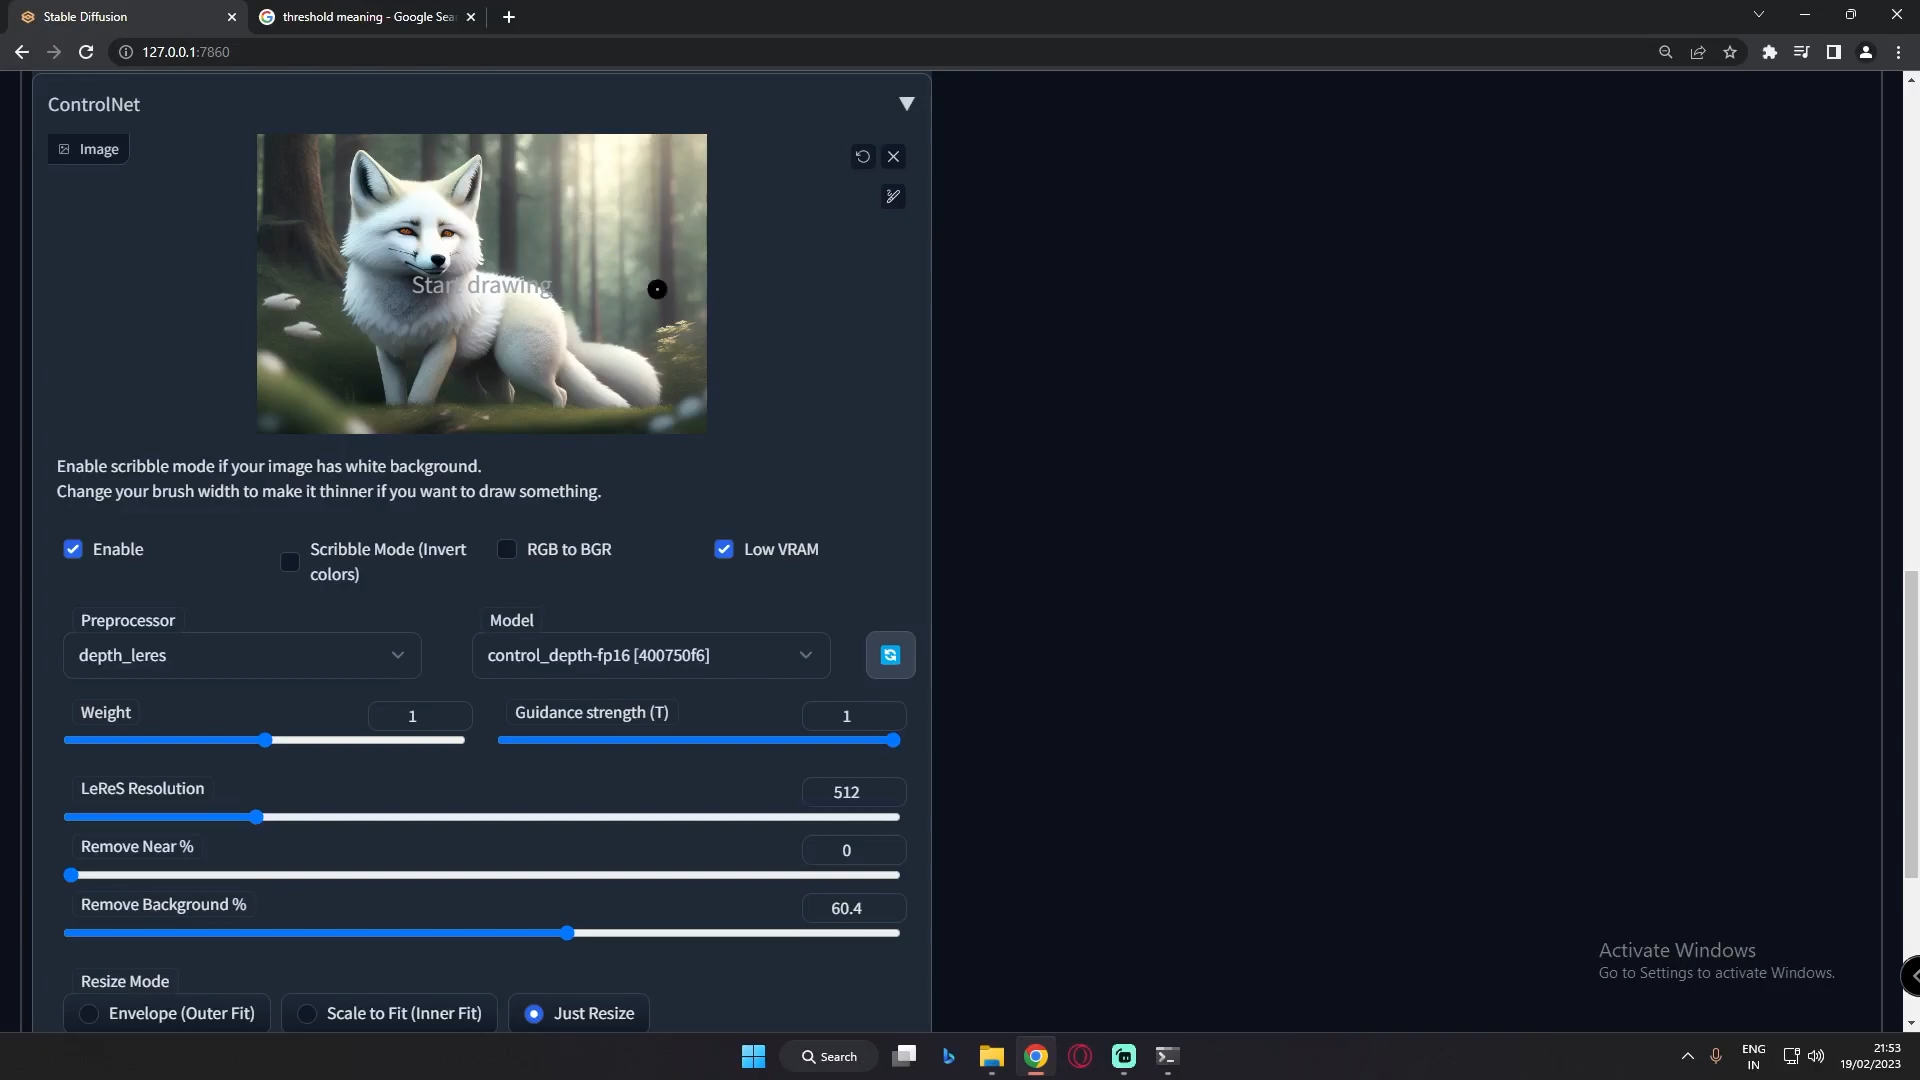 Stable Diffusion
threshold meaning - Google Sea
127.0.0.1:7860
ControlNet
Image
Start drawing
Enable scribble mode if your image has white background.
Change your brush width to make it thinner if you want to draw something.
Enable
Scribble Mode (Invert
colors)
RGB to BGR
Low VRAM
Preprocessor
Model
depth_leres
control_depth-fp16 [400750f6]
Weight
1
Guidance strength (T)
1
LeReS Resolution
512
Remove Near %
0
Remove Background %
60.4
Resize Mode
Envelope (Outer Fit)
Scale to Fit (Inner Fit)
Just Resize
Activate Windows
Go to Settings to activate Windows.
Search
ENG
IN
21:53
19/02/2023